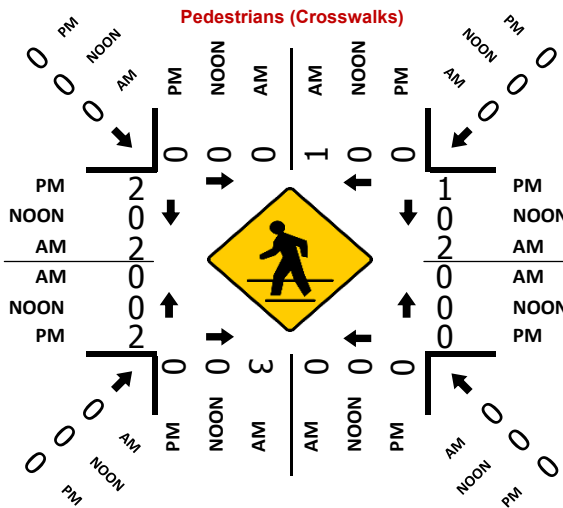 Pedestrians (Crosswalks)
PM NOON AM
0 0 0
PM NOON AM AM NOON PM
0 0 0 1 0 0
PM NOON AM
0 0 0
PM 2 1 PM
NOON 0 0 NOON
AM 2 2 AM
AM 0 0 AM
NOON 0 0 NOON
PM 2 0 PM
0 0 3 0 0 0
PM NOON AM AM NOON PM
0 0 0
AM NOON PM
0 0 0
AM NOON PM